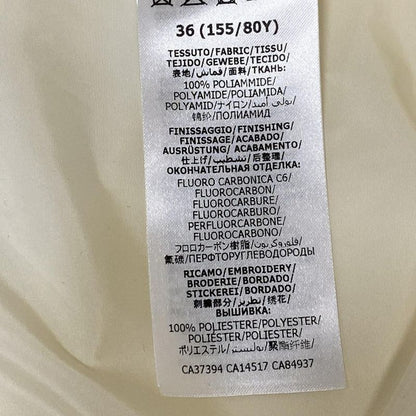 36 (155/80Y)
TESSUTO/FABRIC/TISSU/
TEJIDO/GEWEBE/TECIDO/
表地/قماش/面料/ТКАНЬ:
100% POLIAMMIDE/
POLYAMIDE/POLIAMIDA/
POLYAMID/ナイロン/پولی آمید/
锦纶/ПОЛИАМИД
FINISSAGGIO/FINISHING/
FINISSAGE/ACABADO/
AUSRÜSTUNG/ACABAMENTO/
仕上げ/تشطيب/后整理/
ОКОНЧАТЕЛЬНАЯ ОТДЕЛКА:
FLUORO CARBONICA C6/
FLUOROCARBON/
FLUOROCARBURE/
FLUOROCARBURO/
PERFLUORCARBONE/
FLUOROCARBONO/
フロロカーボン樹脂/فلوروكربون/
氟碳/ПЕРФТОРУГЛЕВОДОРОДЫ
RICAMO/EMBROIDERY/
BRODERIE/BORDADO/
STICKEREI/BORDADO/
刺繍部分/تطريز/绣花/
ВЫШИВКА:
100% POLIESTERE/POLYESTER/
POLIÉSTER/POLYESTER/
ポリエステル/بوليستر/聚酯纤维/
ПОЛИЭСТЕР
CA37394 CA14517 CA84937